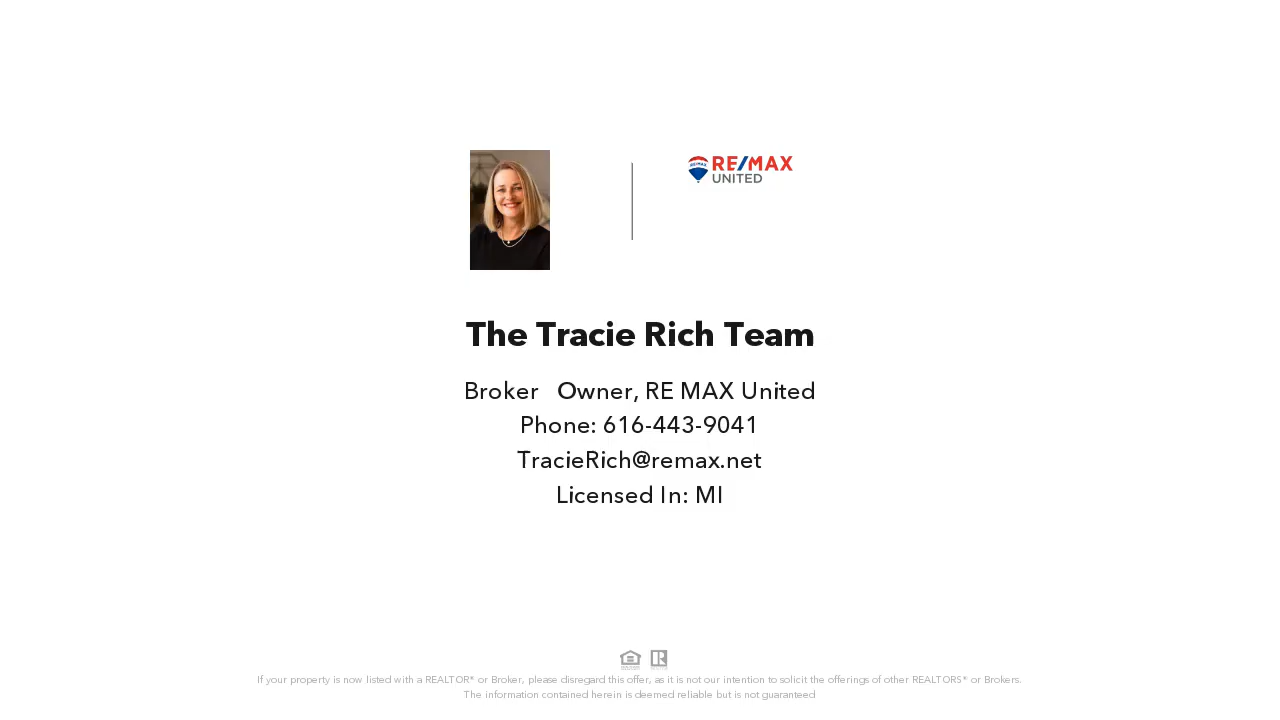 RE/MAX
RE/MAX
UNITED
The Tracie Rich Team
Broker Owner, RE MAX United
Phone: 616-443-9041
TracieRich@remax.net
Licensed In: MI
If your property is now listed with a REALTOR® or Broker, please disregard this offer, as it is not our intention to solicit the offerings of other REALTORS® or Brokers.
The information contained herein is deemed reliable but is not guaranteed